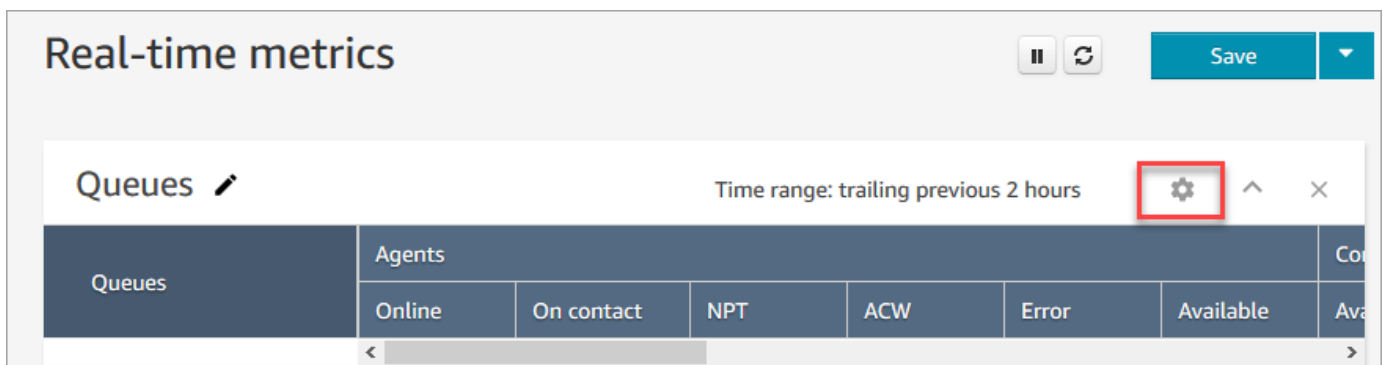 Real-time metrics
Save
Queues
Time range: trailing previous 2 hours
Queues
Agents
Online On contact NPT ACW Error Available